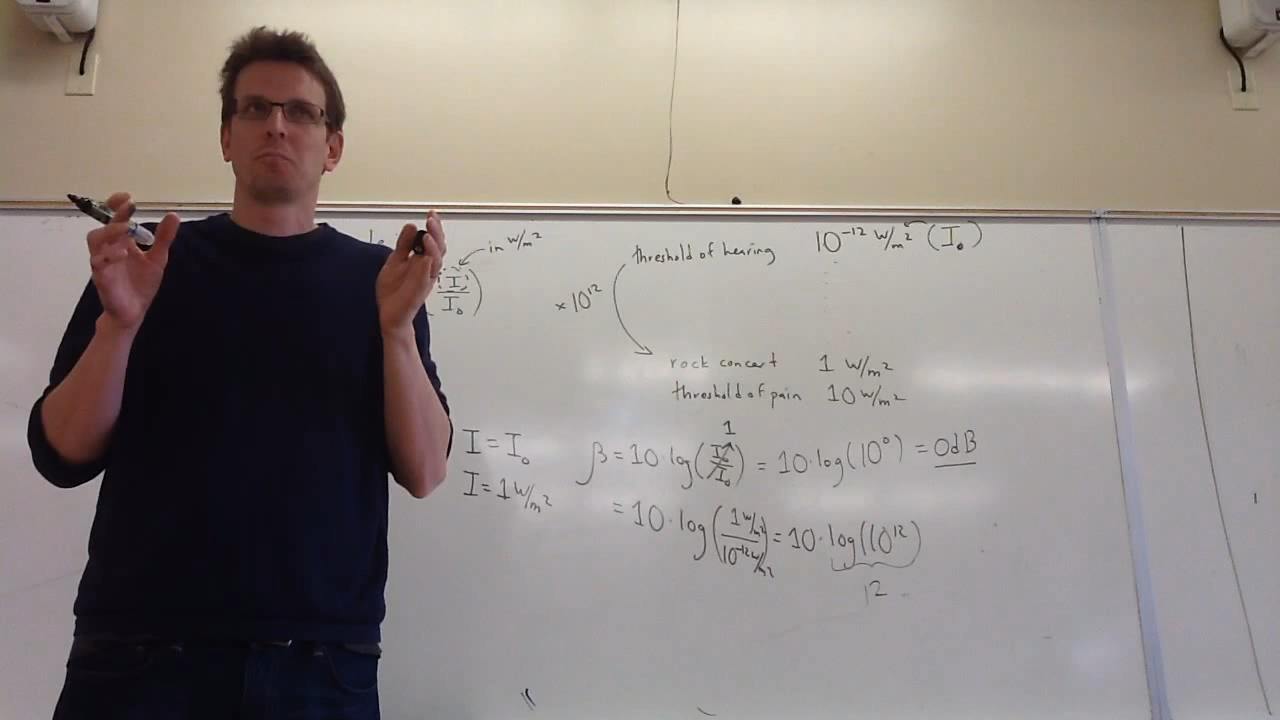 in W/m²
threshold of hearing 10⁻¹² W/m² (I₀)
(I/I₀)
×10¹²
rock concert 1 W/m²
threshold of pain 10 W/m²
1
I = I₀ β = 10·log(I₀/I₀) = 10·log(10⁰) = 0dB
I = 1 W/m² = 10·log(1 W/m²/10⁻¹² W/m²) = 10·log(10¹²)
12